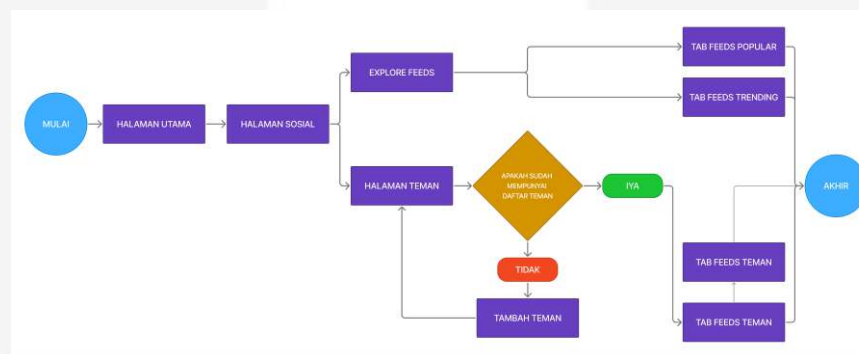 MULAI
HALAMAN UTAMA
HALAMAN SOSIAL
EXPLORE FEEDS
TAB FEEDS POPULAR
TAB FEEDS TRENDING
HALAMAN TEMAN
APAKAH SUDAH
MEMPUNYAI
DAFTAR TEMAN
IYA
AKHIR
TIDAK
TAMBAH TEMAN
TAB FEEDS TEMAN
TAB FEEDS TEMAN